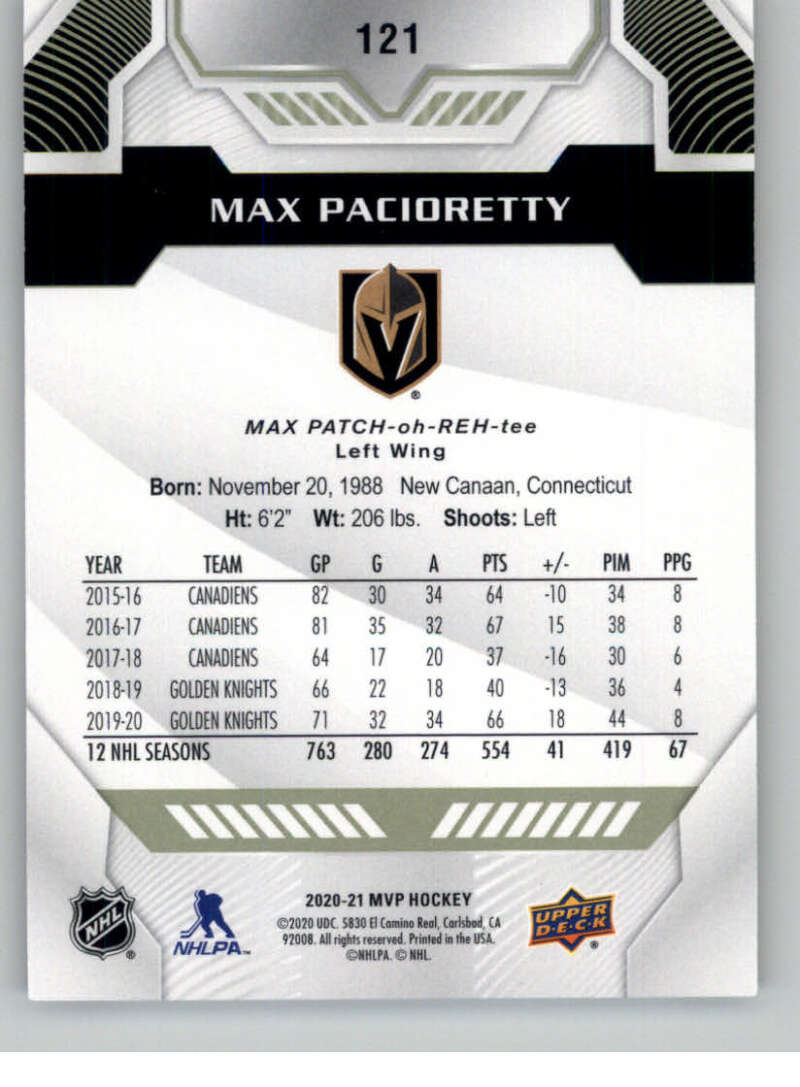 121
MAX PACIORETTY
®
MAX PATCH-oh-REH-tee
Left Wing
Born: November 20, 1988 New Canaan, Connecticut
Ht: 6'2" Wt: 206 lbs. Shoots: Left
YEAR TEAM GP G A PTS +/- PIM PPG
2015-16 CANADIENS 82 30 34 64 -10 34 8
2016-17 CANADIENS 81 35 32 67 15 38 8
2017-18 CANADIENS 64 17 20 37 -16 30 6
2018-19 GOLDEN KNIGHTS 66 22 18 40 -13 36 4
2019-20 GOLDEN KNIGHTS 71 32 34 66 18 44 8
12 NHL SEASONS 763 280 274 554 41 419 67
NHL ®
NHLPA™
2020-21 MVP HOCKEY
©2020 UDC. 5830 El Camino Real, Carlsbad, CA
92008. All rights reserved. Printed in the USA.
©NHLPA. © NHL.
UPPER
D·E·C·K ®